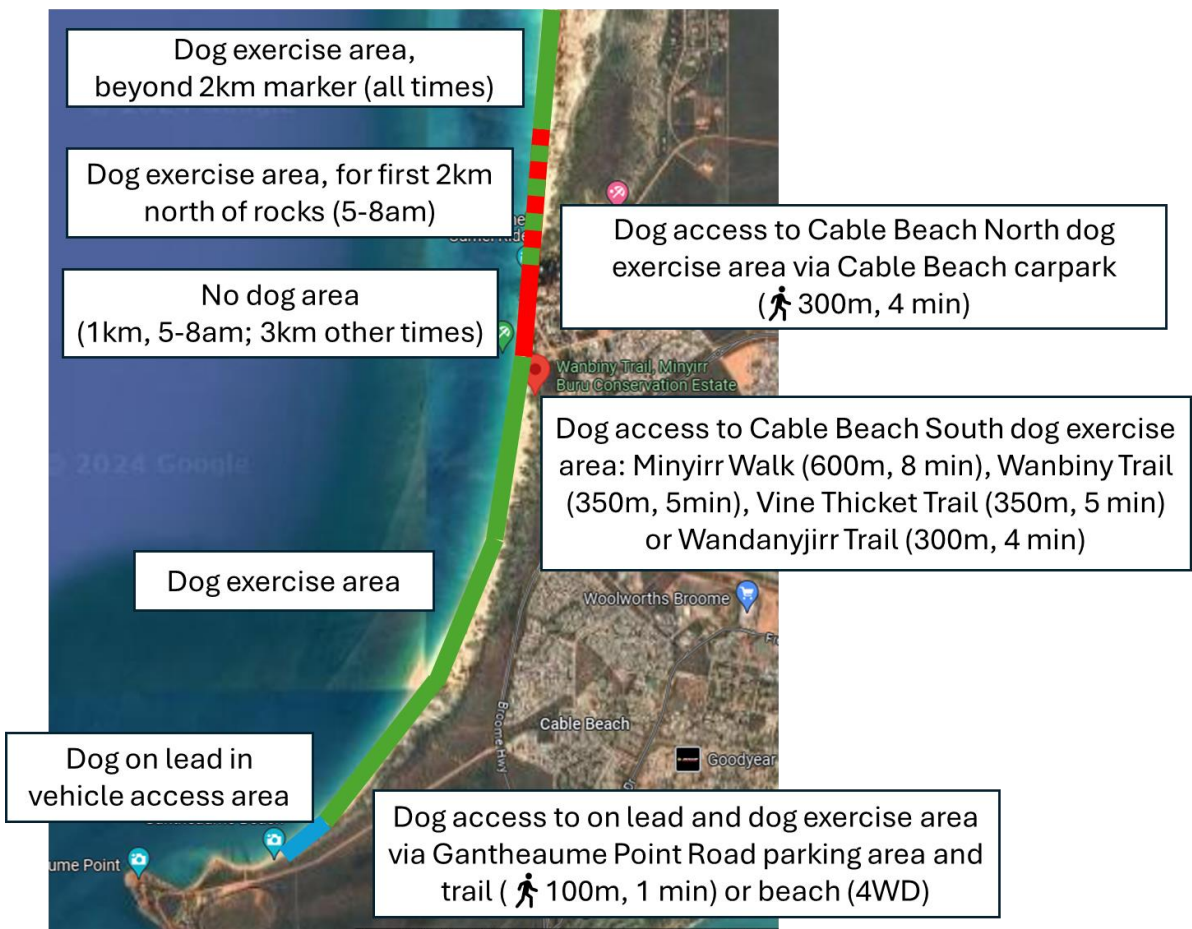 Dog exercise area,
beyond 2km marker (all times)
Dog exercise area, for first 2km
north of rocks (5-8am)
Dog access to Cable Beach North dog
exercise area via Cable Beach carpark
(300m, 4 min)
No dog area
(1km, 5-8am; 3km other times)
Wanbiny Trail, Minyirr
Buru Conservation Estate
Dog access to Cable Beach South dog exercise
area: Minyirr Walk (600m, 8 min), Wanbiny Trail
(350m, 5min), Vine Thicket Trail (350m, 5 min)
or Wandanyjirr Trail (300m, 4 min)
2024 Google
Dog exercise area
Woolworths Broome
Broome Hwy
Cable Beach
Goodyear
Dog on lead in
vehicle access area
ume Point
Dog access to on lead and dog exercise area
via Gantheaume Point Road parking area and
trail (100m, 1 min) or beach (4WD)